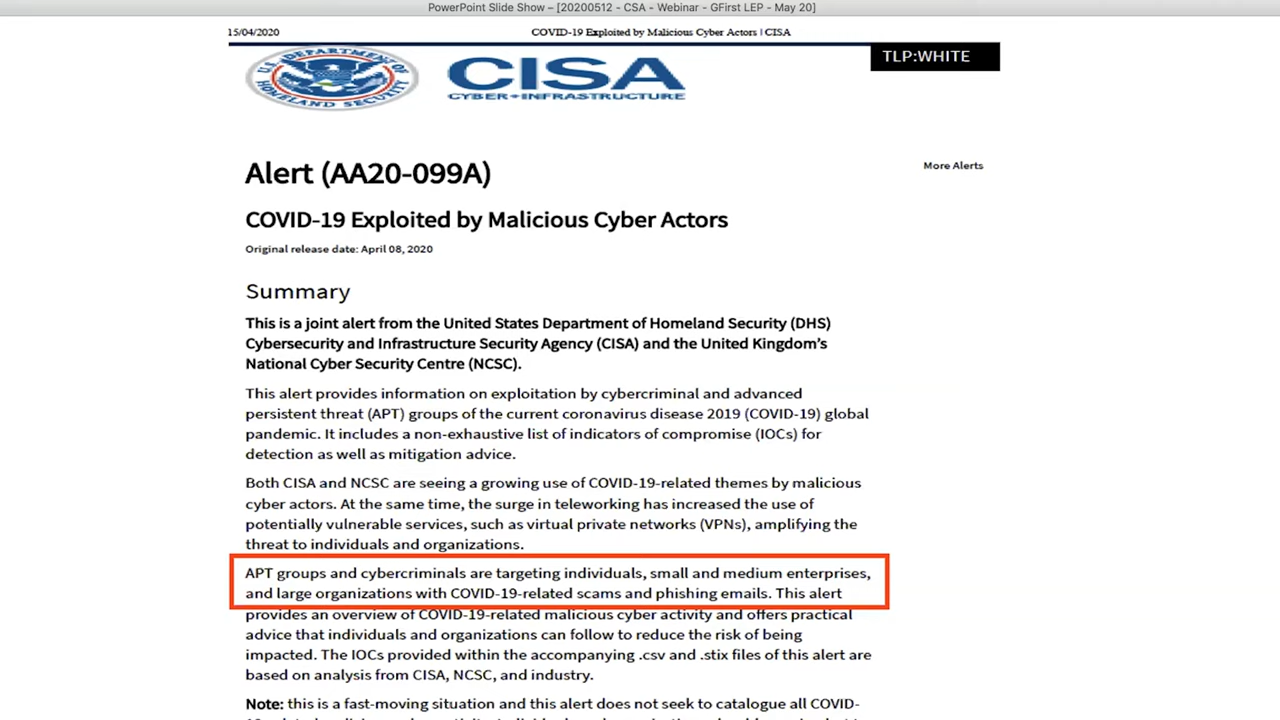 PowerPoint Slide Show – [20200512 - CSA - Webinar - GFirst LEP - May 20]
15/04/2020
COVID-19 Exploited by Malicious Cyber Actors | CISA
U.S. DEPARTMENT OF HOMELAND SECURITY
CISA
CYBER+INFRASTRUCTURE
TLP:WHITE
Alert (AA20-099A)
More Alerts
COVID-19 Exploited by Malicious Cyber Actors
Original release date: April 08, 2020
Summary
This is a joint alert from the United States Department of Homeland Security (DHS)
Cybersecurity and Infrastructure Security Agency (CISA) and the United Kingdom’s
National Cyber Security Centre (NCSC).
This alert provides information on exploitation by cybercriminal and advanced
persistent threat (APT) groups of the current coronavirus disease 2019 (COVID-19) global
pandemic. It includes a non-exhaustive list of indicators of compromise (IOCs) for
detection as well as mitigation advice.
Both CISA and NCSC are seeing a growing use of COVID-19-related themes by malicious
cyber actors. At the same time, the surge in teleworking has increased the use of
potentially vulnerable services, such as virtual private networks (VPNs), amplifying the
threat to individuals and organizations.
APT groups and cybercriminals are targeting individuals, small and medium enterprises,
and large organizations with COVID-19-related scams and phishing emails. This alert
provides an overview of COVID-19-related malicious cyber activity and offers practical
advice that individuals and organizations can follow to reduce the risk of being
impacted. The IOCs provided within the accompanying .csv and .stix files of this alert are
based on analysis from CISA, NCSC, and industry.
Note: this is a fast-moving situation and this alert does not seek to catalogue all COVID-